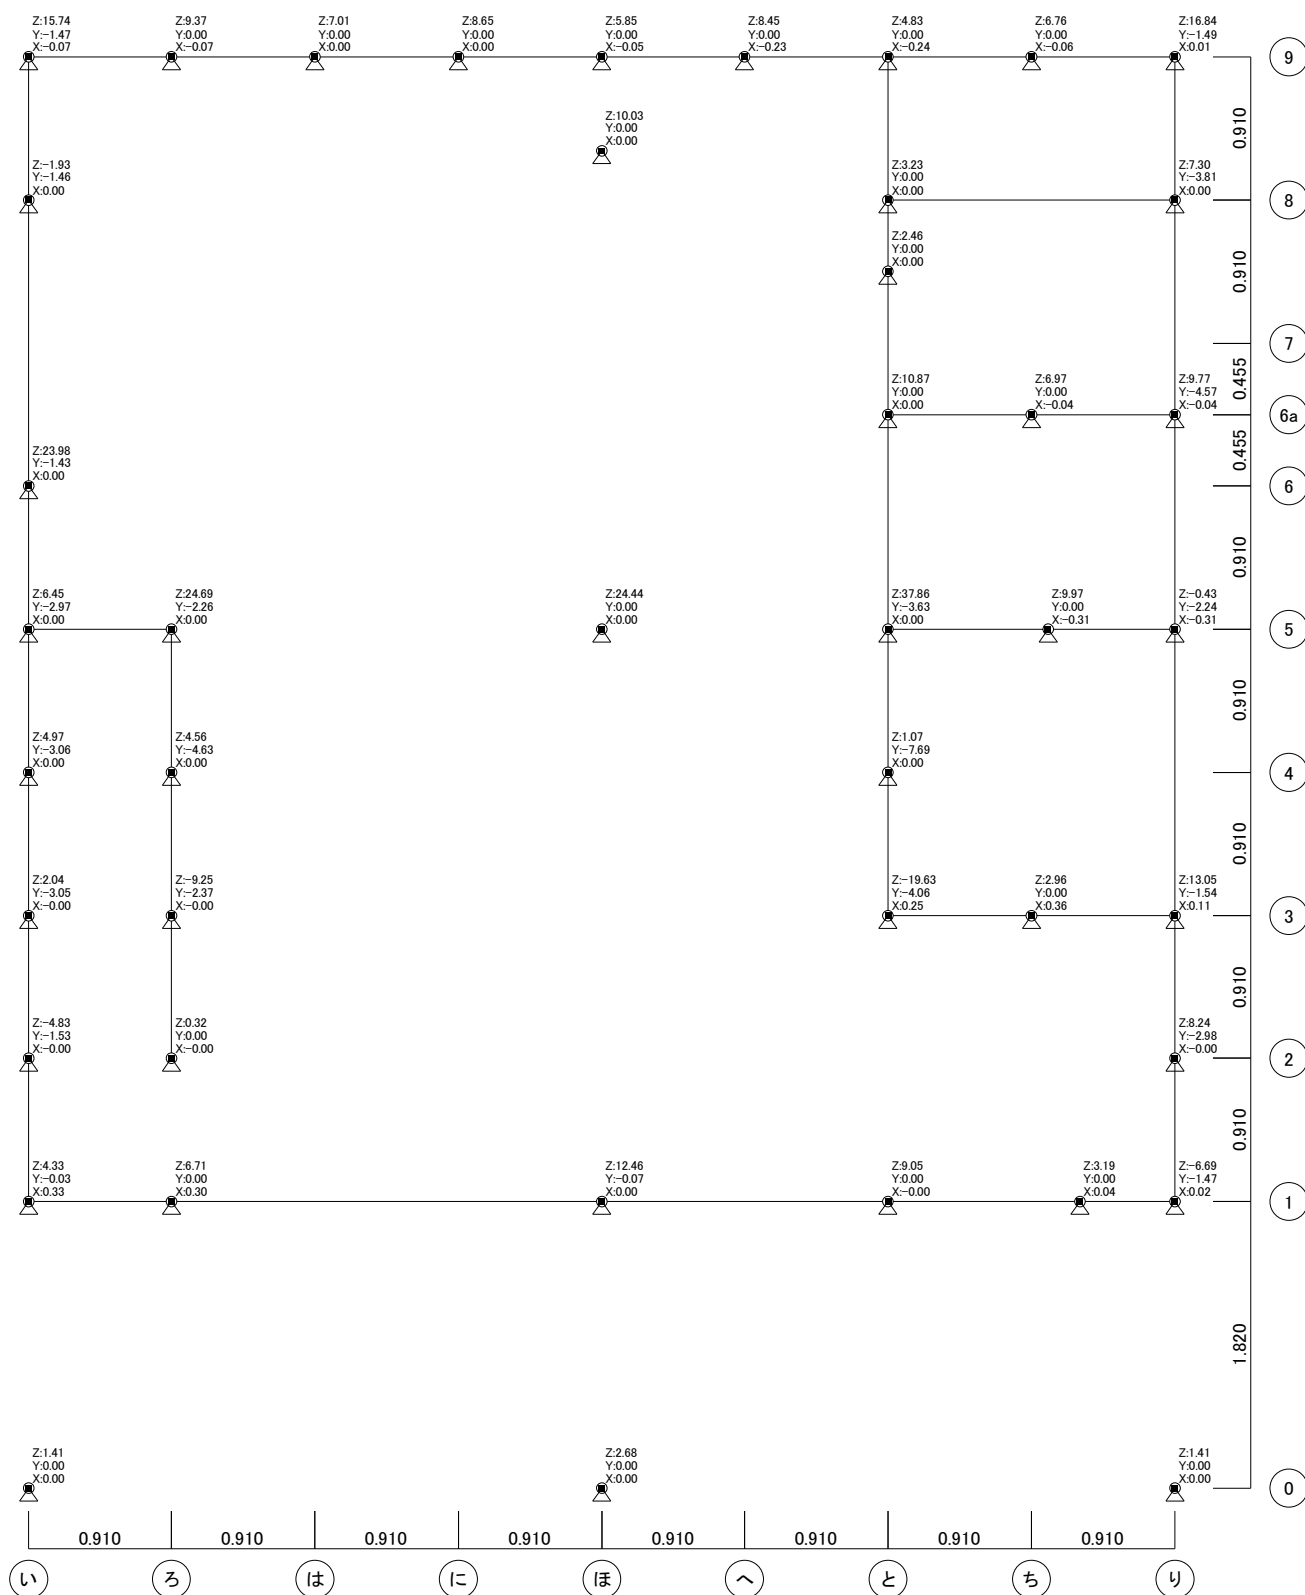 Z:15.74
Y:-1.47
X:-0.07
Z:9.37
Y:0.00
X:-0.07
Z:7.01
Y:0.00
X:0.00
Z:8.65
Y:0.00
X:0.00
Z:5.85
Y:0.00
X:-0.05
Z:8.45
Y:0.00
X:-0.23
Z:4.83
Y:0.00
X:-0.24
Z:6.76
Y:0.00
X:-0.06
Z:16.84
Y:-1.49
X:0.01
9
Z:10.03
Y:0.00
X:0.00
0.910
Z:-1.93
Y:-1.46
X:0.00
Z:3.23
Y:0.00
X:0.00
Z:7.30
Y:-3.81
X:0.00
8
Z:2.46
Y:0.00
X:0.00
0.910
7
0.455
Z:10.87
Y:0.00
X:0.00
Z:6.97
Y:0.00
X:-0.04
Z:9.77
Y:-4.57
X:-0.04
6a
0.455
Z:23.98
Y:-1.43
X:0.00
6
0.910
Z:6.45
Y:-2.97
X:0.00
Z:24.69
Y:-2.26
X:0.00
Z:24.44
Y:0.00
X:0.00
Z:37.86
Y:-3.63
X:0.00
Z:9.97
Y:0.00
X:-0.31
Z:-0.43
Y:-2.24
X:-0.31
5
0.910
Z:4.97
Y:-3.06
X:0.00
Z:4.56
Y:-4.63
X:0.00
Z:1.07
Y:-7.69
X:0.00
4
0.910
Z:2.04
Y:-3.05
X:-0.00
Z:-9.25
Y:-2.37
X:-0.00
Z:-19.63
Y:-4.06
X:0.25
Z:2.96
Y:0.00
X:0.36
Z:13.05
Y:-1.54
X:0.11
3
0.910
Z:-4.83
Y:-1.53
X:-0.00
Z:0.32
Y:0.00
X:-0.00
Z:8.24
Y:-2.98
X:-0.00
2
0.910
Z:4.33
Y:-0.03
X:0.33
Z:6.71
Y:0.00
X:0.30
Z:12.46
Y:-0.07
X:0.00
Z:9.05
Y:0.00
X:-0.00
Z:3.19
Y:0.00
X:0.04
Z:-6.69
Y:-1.47
X:0.02
1
1.820
Z:1.41
Y:0.00
X:0.00
Z:2.68
Y:0.00
X:0.00
Z:1.41
Y:0.00
X:0.00
0
0.910
0.910
0.910
0.910
0.910
0.910
0.910
0.910
い
ろ
は
に
ほ
へ
と
ち
り